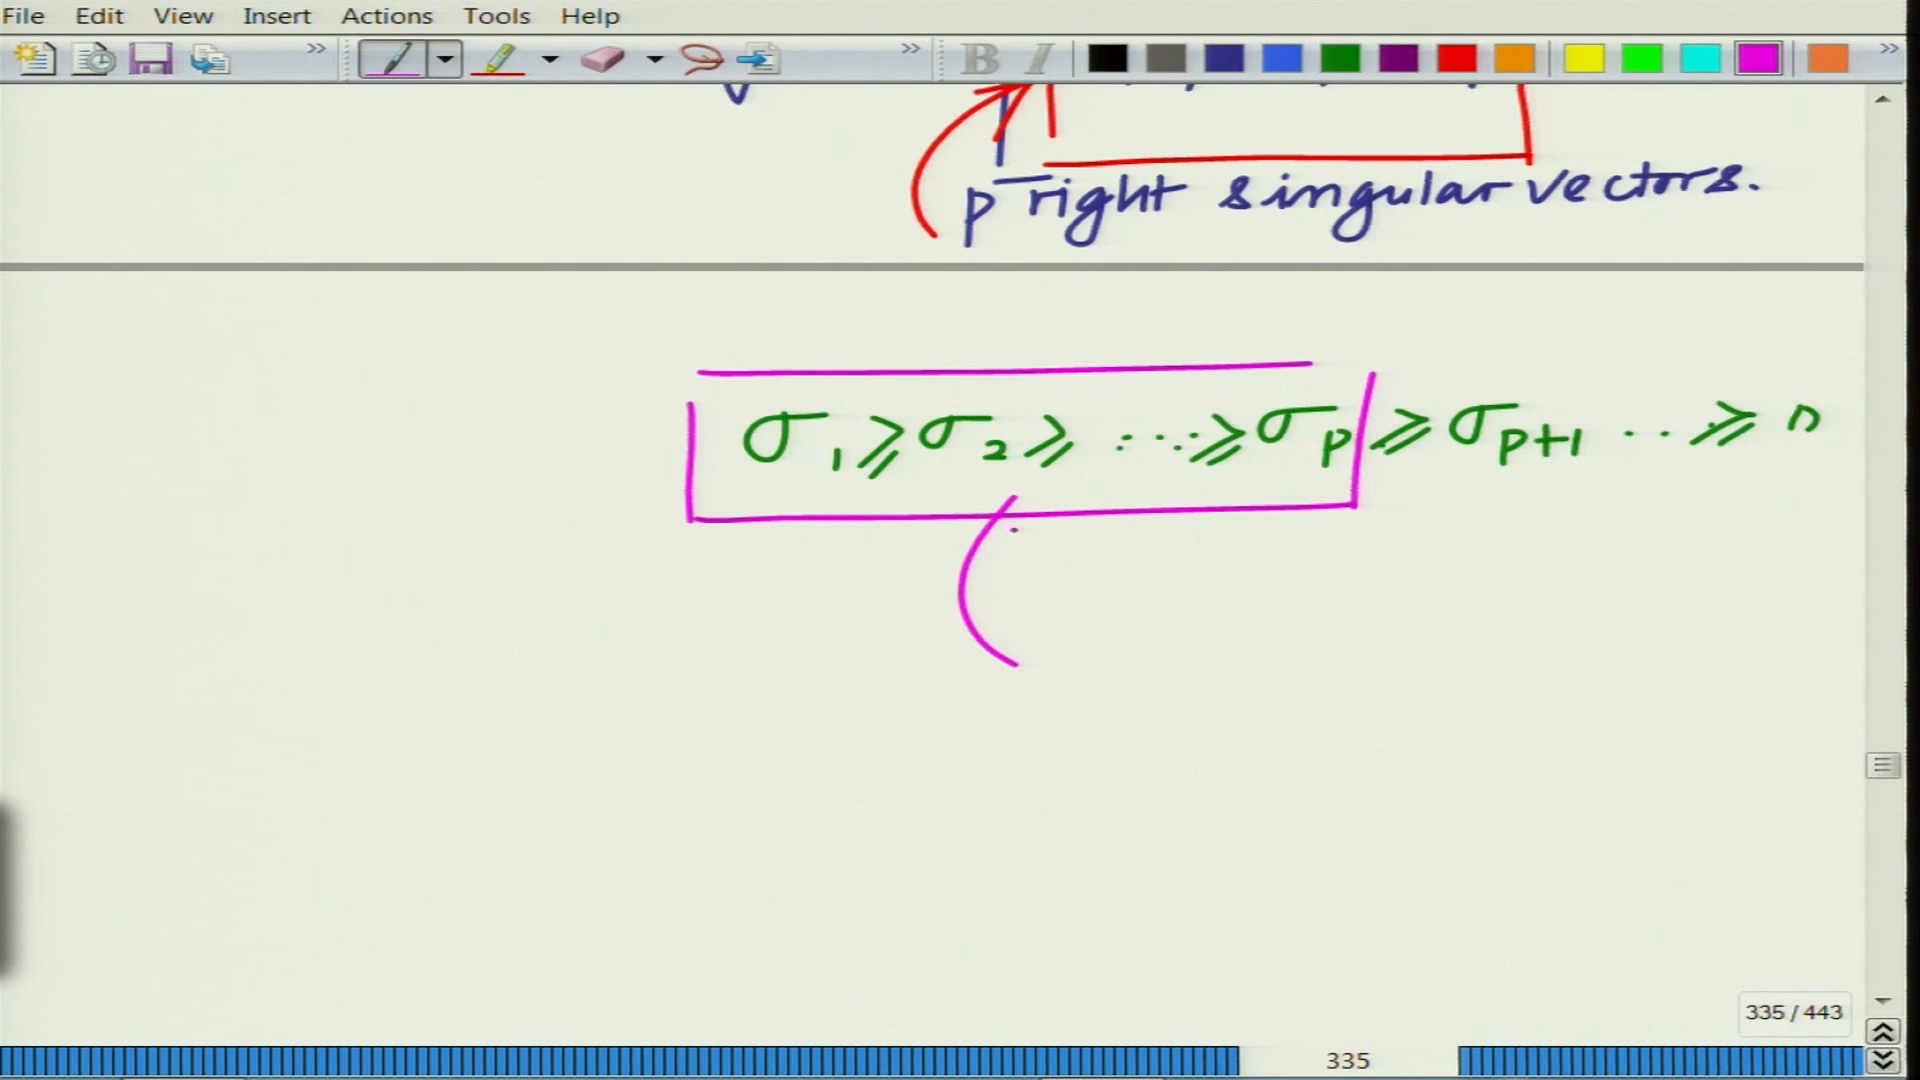 File Edit View Insert Actions Tools Help
B I
p right singular vectors.
σ₁ ≥ σ₂ ≥ ..... ≥ σₚ ≥ σₚ₊₁ ... ≥ n
335 / 443
335